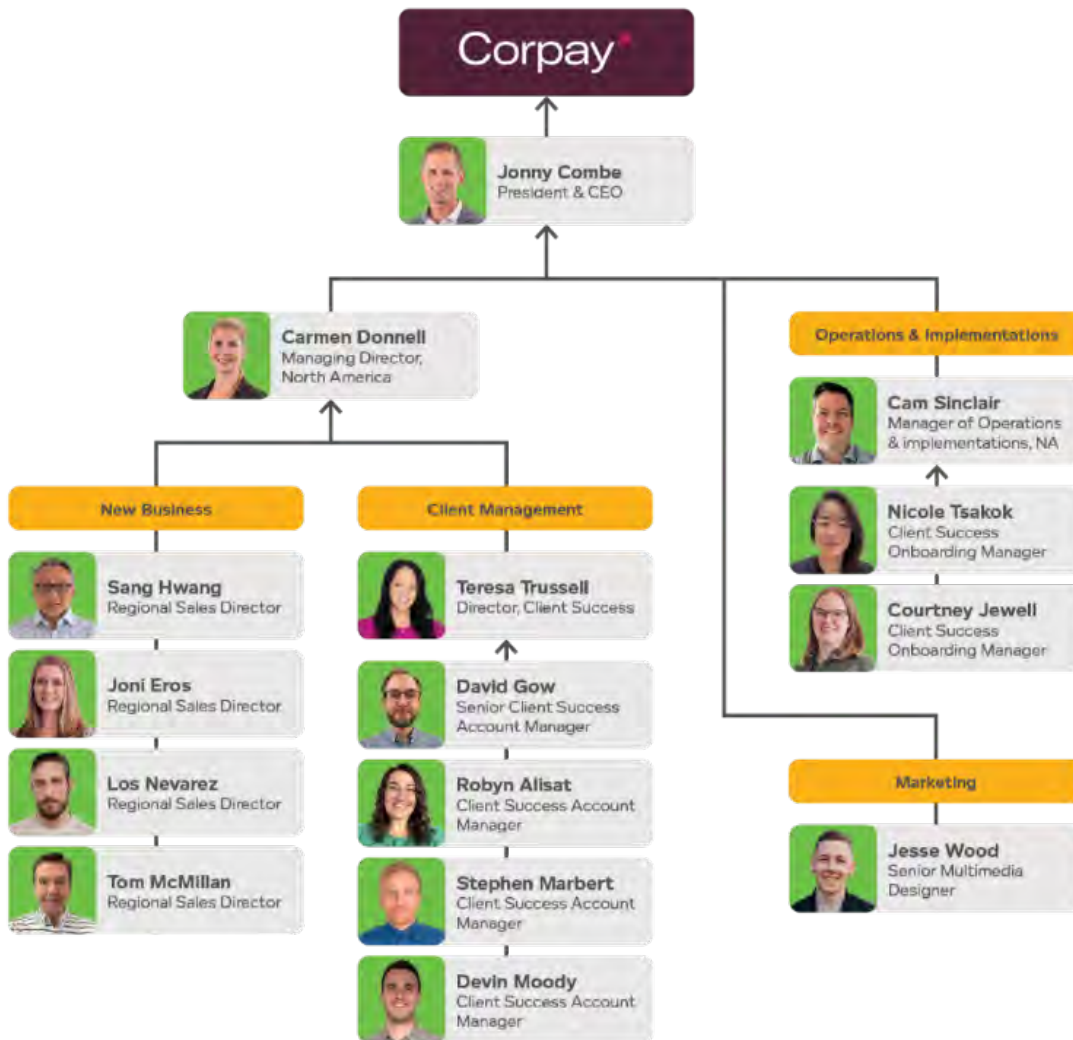 Corpay*
Jonny Combe
President & CEO
Carmen Donnell
Managing Director,
North America
New Business
Sang Hwang
Regional Sales Director
Joni Eros
Regional Sales Director
Los Nevarez
Regional Sales Director
Tom McMillan
Regional Sales Director
Client Management
Teresa Trussell
Director, Client Success
David Gow
Senior Client Success
Account Manager
Robyn Alisat
Client Success Account
Manager
Stephen Marbert
Client Success Account
Manager
Devin Moody
Client Success Account
Manager
Operations & Implementations
Cam Sinclair
Manager of Operations
& implementations, NA
Nicole Tsakok
Client Success
Onboarding Manager
Courtney Jewell
Client Success
Onboarding Manager
Marketing
Jesse Wood
Senior Multimedia
Designer